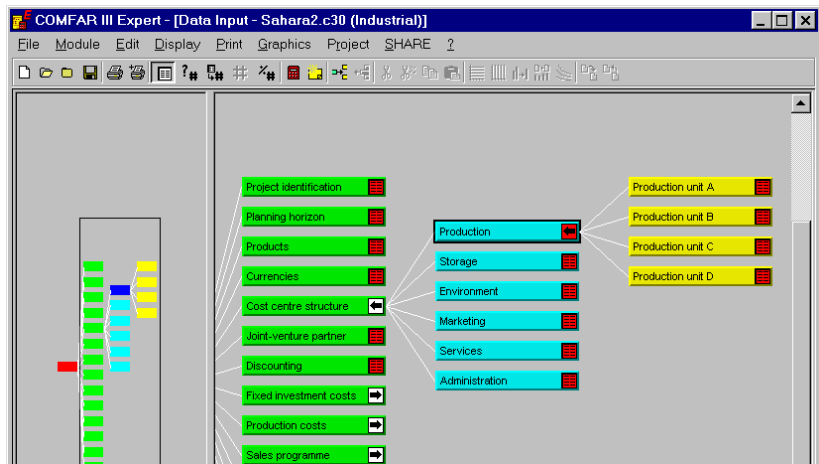 COMFAR III Expert - [Data Input - Sahara2.c30 (Industrial)]
File Module Edit Display Print Graphics Project SHARE ?
Project identification
Planning horizon
Products
Currencies
Cost centre structure
Joint-venture partner
Discounting
Fixed investment costs
Production costs
Sales programme
Production
Storage
Environment
Marketing
Services
Administration
Production unit A
Production unit B
Production unit C
Production unit D